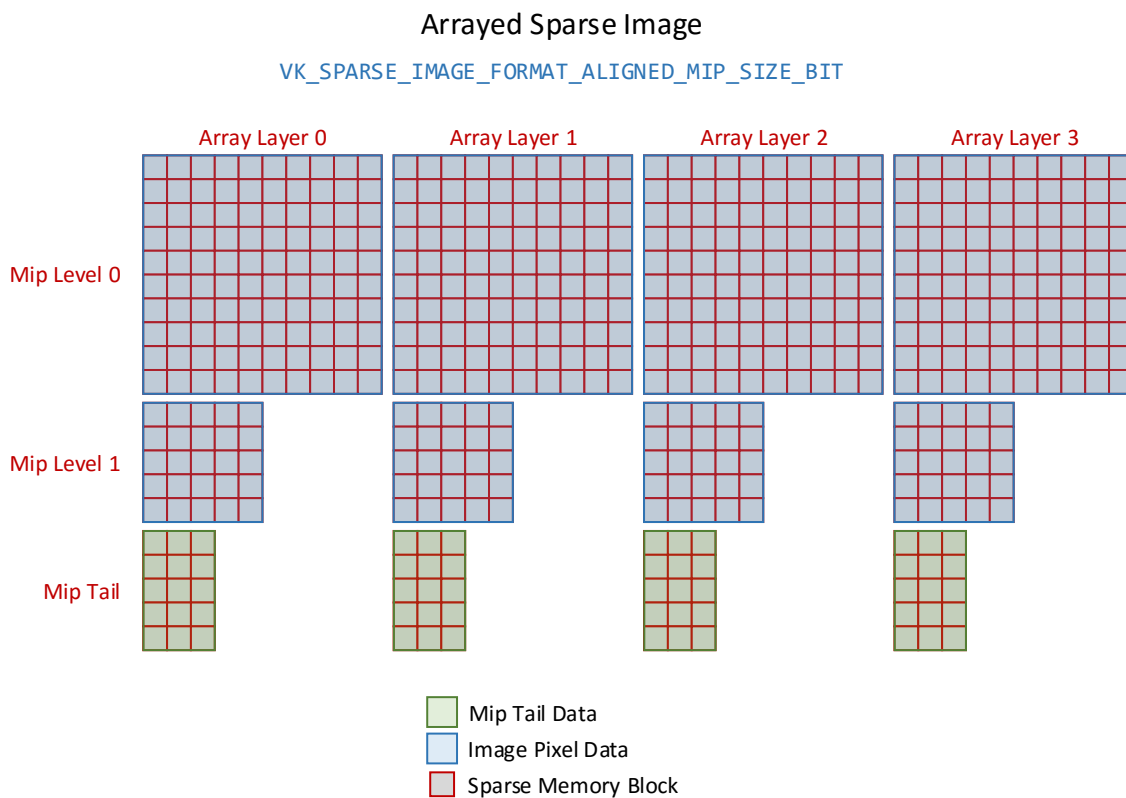 Arrayed Sparse Image
VK_SPARSE_IMAGE_FORMAT_ALIGNED_MIP_SIZE_BIT
Array Layer 0
Array Layer 1
Array Layer 2
Array Layer 3
Mip Level 0
Mip Level 1
Mip Tail
Mip Tail Data
Image Pixel Data
Sparse Memory Block